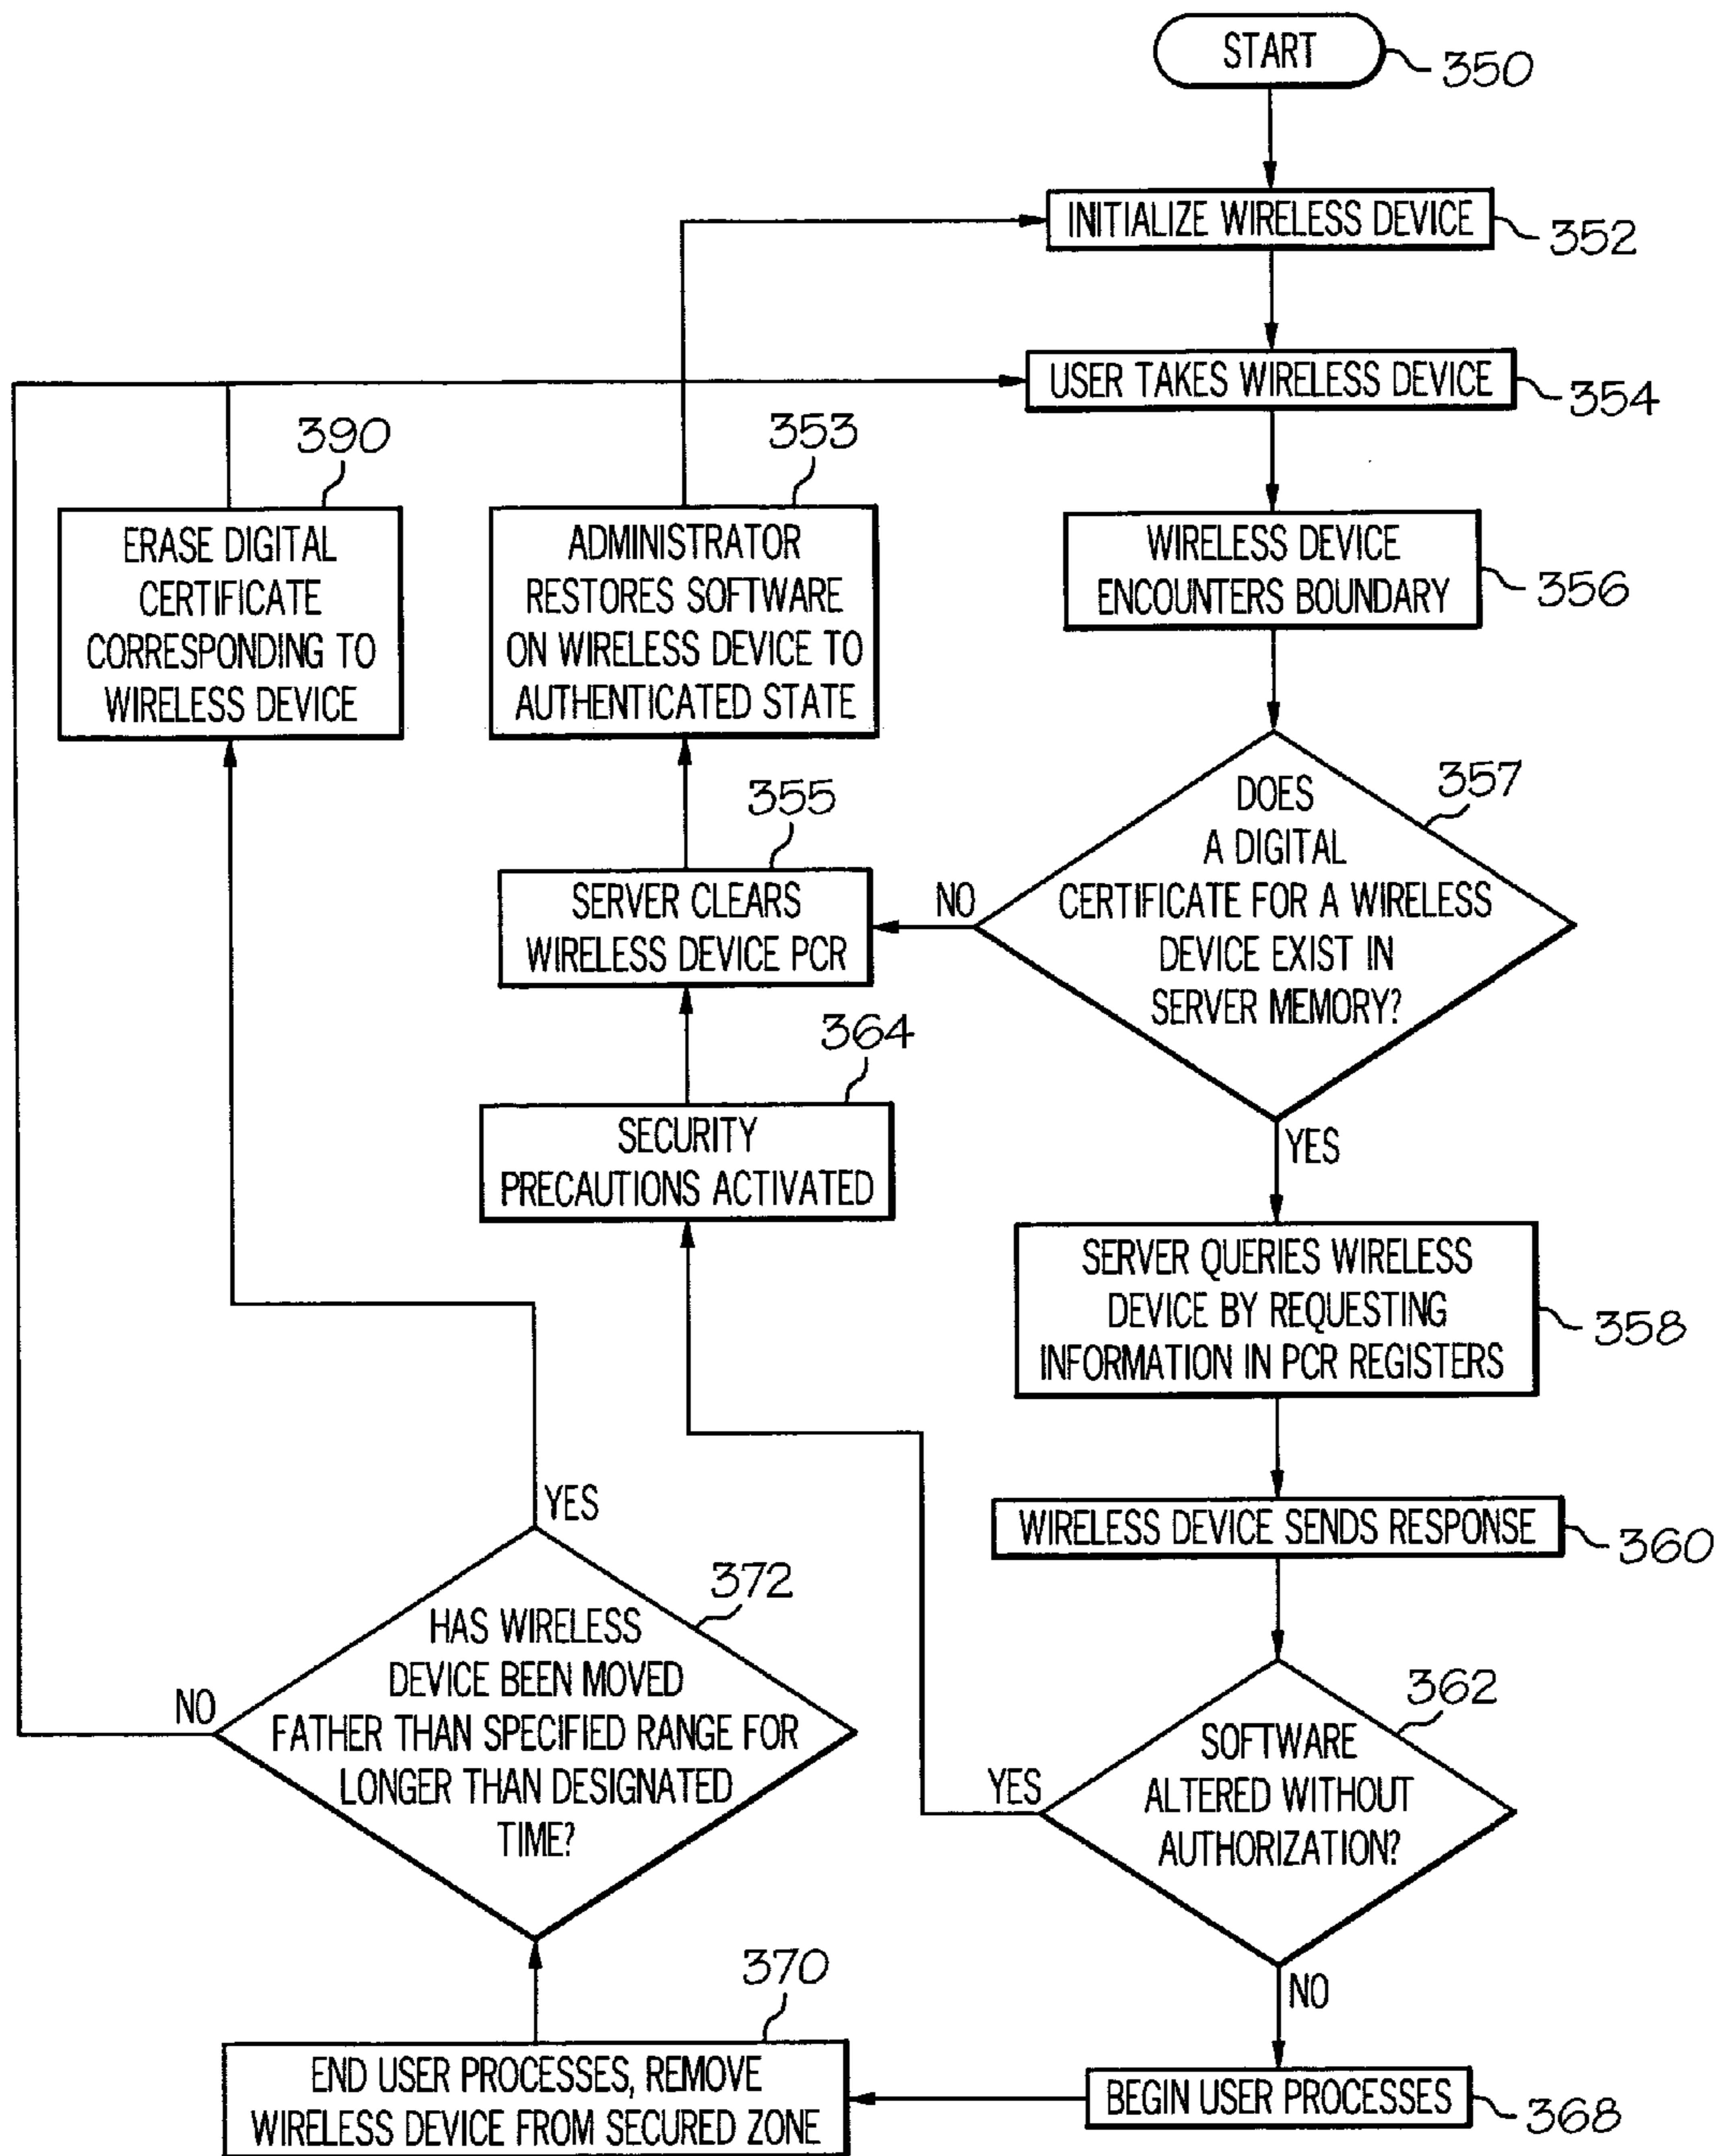 START
350
INITIALIZE WIRELESS DEVICE
352
USER TAKES WIRELESS DEVICE
354
390
ERASE DIGITAL
CERTIFICATE
CORRESPONDING TO
WIRELESS DEVICE
353
ADMINISTRATOR
RESTORES SOFTWARE
ON WIRELESS DEVICE TO
AUTHENTICATED STATE
WIRELESS DEVICE
ENCOUNTERS BOUNDARY
356
355
SERVER CLEARS
WIRELESS DEVICE PCR
NO
357
DOES
A DIGITAL
CERTIFICATE FOR A WIRELESS
DEVICE EXIST IN
SERVER MEMORY?
YES
364
SECURITY
PRECAUTIONS ACTIVATED
SERVER QUERIES WIRELESS
DEVICE BY REQUESTING
INFORMATION IN PCR REGISTERS
358
WIRELESS DEVICE SENDS RESPONSE
360
YES
372
HAS WIRELESS
DEVICE BEEN MOVED
FATHER THAN SPECIFIED RANGE FOR
LONGER THAN DESIGNATED
TIME?
NO
362
SOFTWARE
ALTERED WITHOUT
AUTHORIZATION?
YES
NO
370
END USER PROCESSES, REMOVE
WIRELESS DEVICE FROM SECURED ZONE
BEGIN USER PROCESSES
368